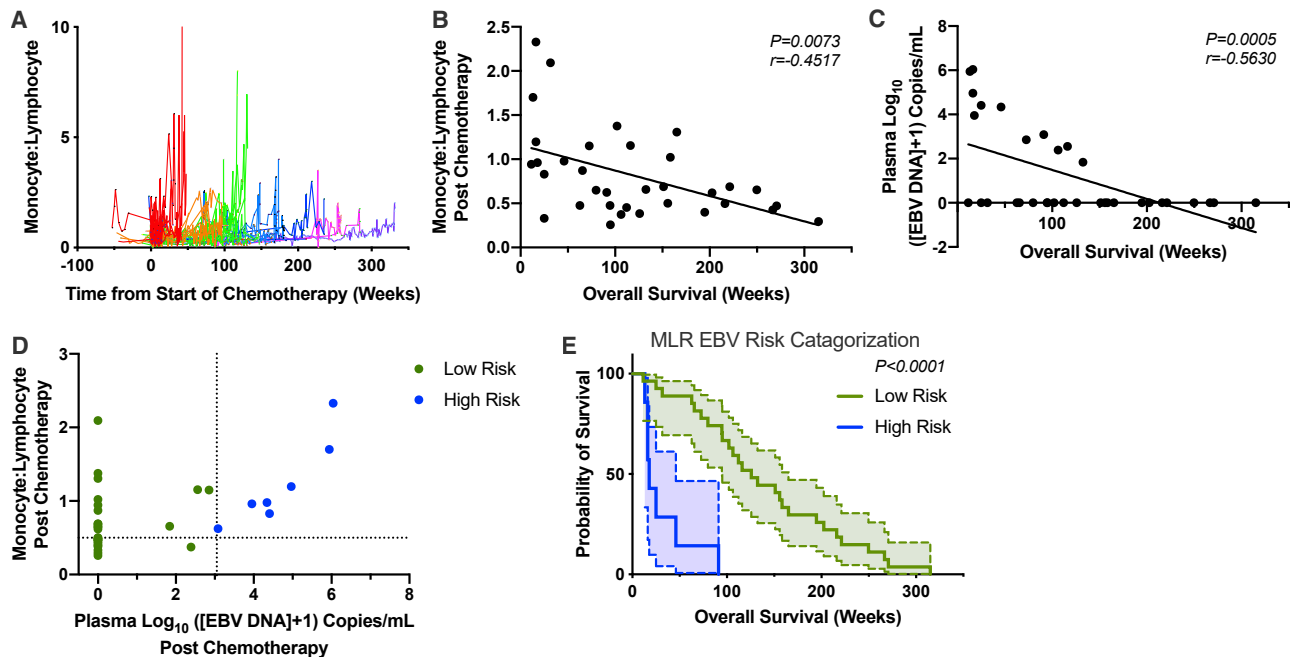 A
Monocyte:Lymphocyte
10
5
0
-100
0
100
200
300
Time from Start of Chemotherapy (Weeks)
B
Monocyte:Lymphocyte
Post Chemotherapy
2.5
2.0
1.5
1.0
0.5
0.0
0
100
200
300
Overall Survival (Weeks)
P=0.0073
r=-0.4517
C
Plasma Log10
([EBV DNA]+1) Copies/mL
8
6
4
2
0
-2
100
200
300
Overall Survival (Weeks)
P=0.0005
r=-0.5630
D
Monocyte:Lymphocyte
Post Chemotherapy
3
2
1
0
0
2
4
6
8
Plasma Log10 ([EBV DNA]+1) Copies/mL
Post Chemotherapy
Low Risk
High Risk
E
MLR EBV Risk Catagorization
P<0.0001
Low Risk
High Risk
Probability of Survival
100
50
0
0
100
200
300
Overall Survival (Weeks)